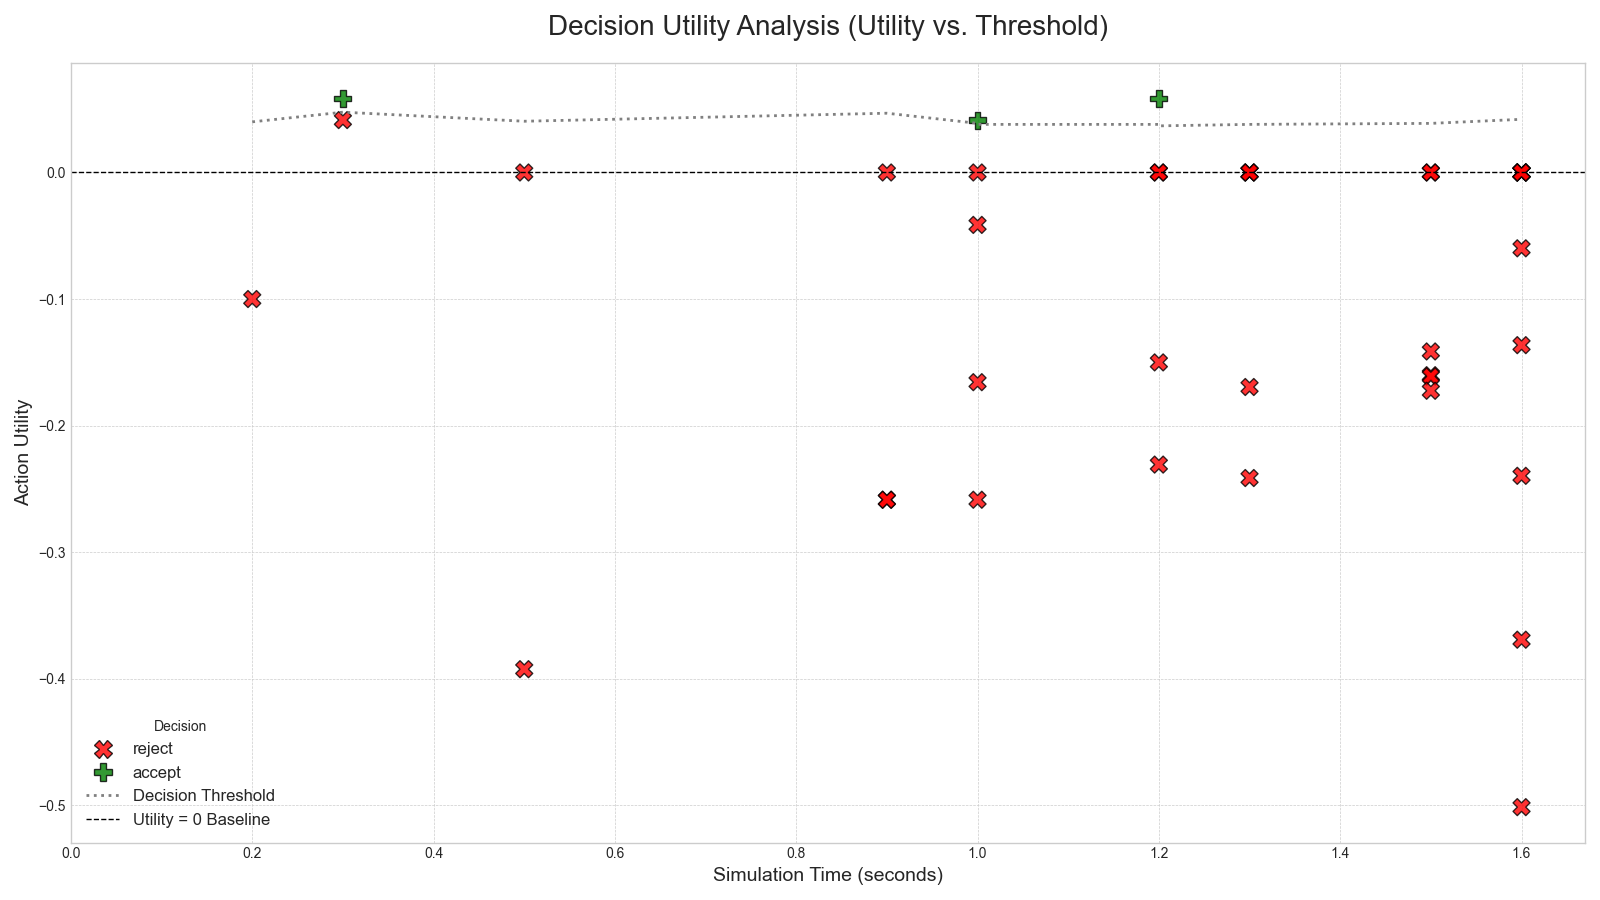 Decision Utility Analysis (Utility vs. Threshold)
Action Utility
0.0
−0.1
−0.2
−0.3
−0.4
−0.5
Decision
reject
accept
Decision Threshold
Utility = 0 Baseline
0.0 0.2 0.4 0.6 0.8 1.0 1.2 1.4 1.6
Simulation Time (seconds)